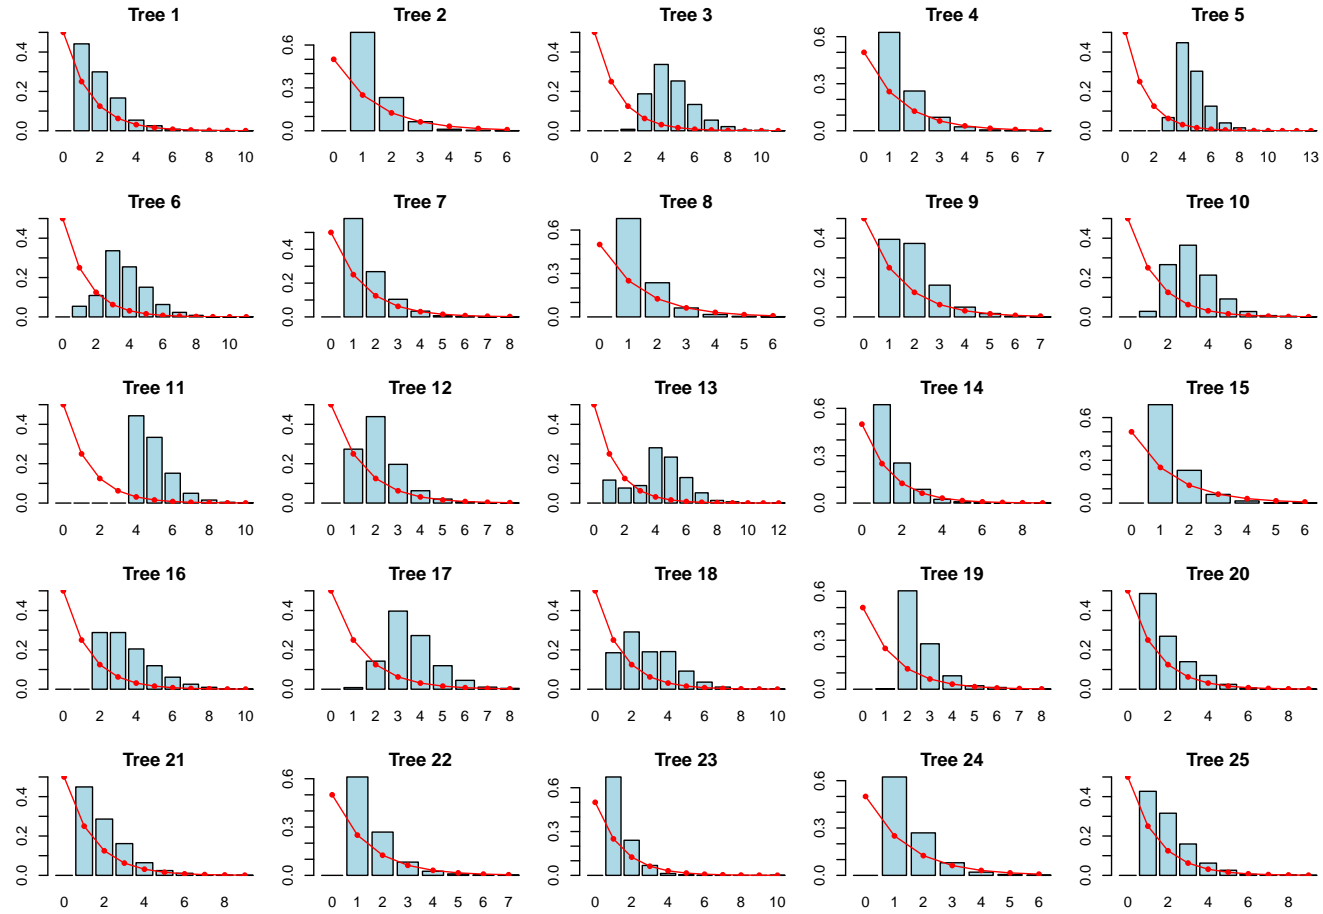 Tree 1 Tree 2 Tree 3 Tree 4 Tree 5
0.0 0.2 0.4 0.0 0.3 0.6 0.0 0.2 0.4 0.0 0.2 0.4 0.6 0.0 0.2 0.4
0 2 4 6 8 10 0 1 2 3 4 5 6 0 2 4 6 8 10 0 1 2 3 4 5 6 7 0 2 4 6 8 10 13
Tree 6 Tree 7 Tree 8 Tree 9 Tree 10
0.0 0.2 0.4 0.0 0.2 0.4 0.0 0.3 0.6 0.0 0.2 0.4 0.0 0.2 0.4
0 2 4 6 8 10 0 1 2 3 4 5 6 7 8 0 1 2 3 4 5 6 0 1 2 3 4 5 6 7 0 2 4 6 8
Tree 11 Tree 12 Tree 13 Tree 14 Tree 15
0.0 0.2 0.4 0.0 0.2 0.4 0.0 0.2 0.4 0.0 0.3 0.6 0.0 0.3 0.6
0 2 4 6 8 10 0 1 2 3 4 5 6 7 8 0 2 4 6 8 10 12 0 2 4 6 8 0 1 2 3 4 5 6
Tree 16 Tree 17 Tree 18 Tree 19 Tree 20
0.0 0.2 0.4 0.0 0.2 0.4 0.0 0.2 0.4 0.0 0.3 0.6 0.0 0.2 0.4
0 2 4 6 8 10 0 1 2 3 4 5 6 7 8 0 2 4 6 8 10 0 1 2 3 4 5 6 7 8 0 2 4 6 8
Tree 21 Tree 22 Tree 23 Tree 24 Tree 25
0.0 0.2 0.4 0.0 0.3 0.6 0.0 0.3 0.6 0.0 0.3 0.6 0.0 0.2 0.4
0 2 4 6 8 0 1 2 3 4 5 6 7 0 2 4 6 8 10 0 1 2 3 4 5 6 0 2 4 6 8